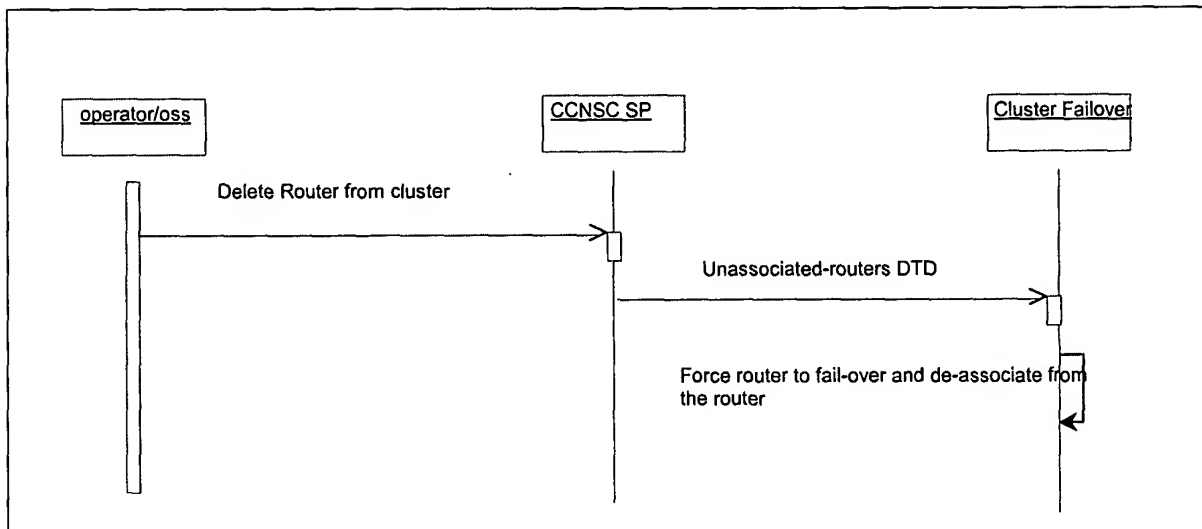 operator/oss
CCNSC SP
Cluster Failover
Delete Router from cluster
Unassociated-routers DTD
Force router to fail-over and de-associate from
the router